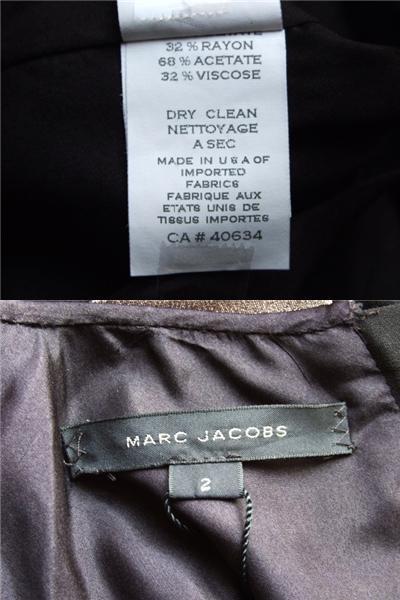 32 % RAYON
68 % ACETATE
32 % VISCOSE
DRY CLEAN
NETTOYAGE
A SEC
MADE IN U S A OF
IMPORTED
FABRICS
FABRIQUE AUX
ETATS UNIS DE
TISSUS IMPORTES
CA # 40634
MARC JACOBS
2